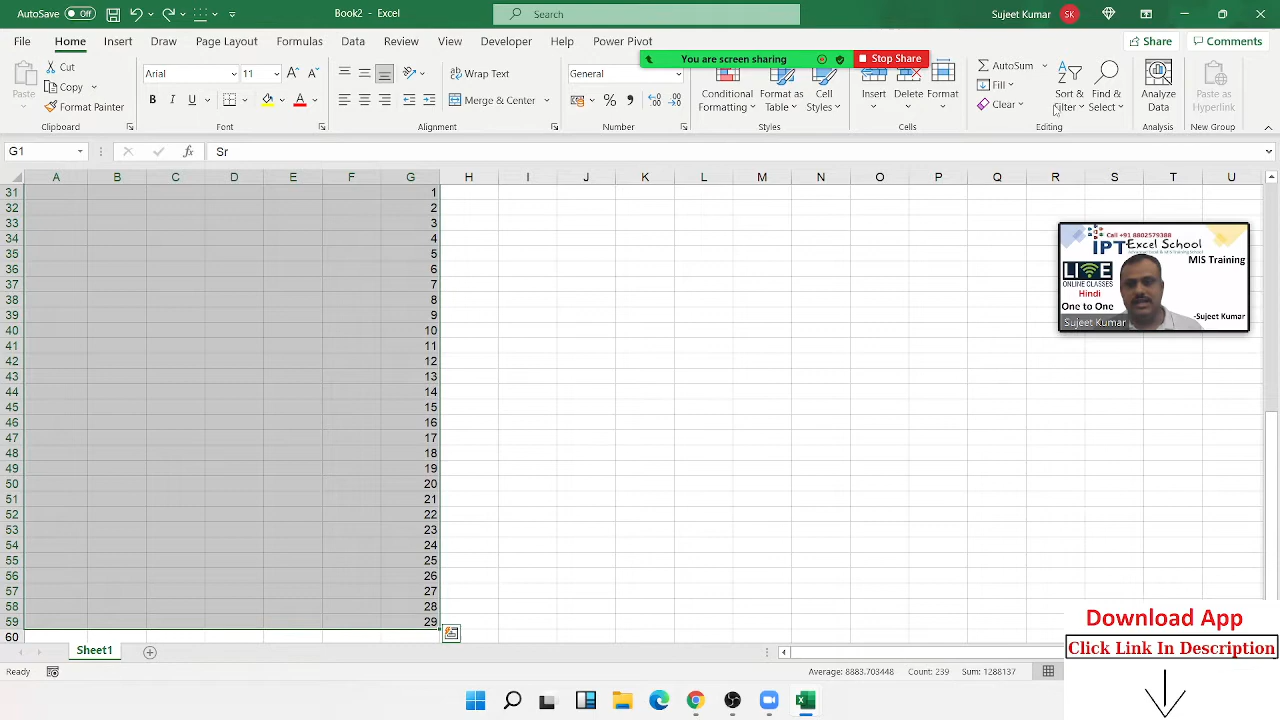 AutoSave Off Book2 - Excel Search Sujeet Kumar SK
File Home Insert Draw Page Layout Formulas Data Review View Developer Help Power Pivot Share Comments
You are screen sharing Stop Share
Paste Cut Copy Format Painter
Clipboard
Arial 11
B I U
Font
Wrap Text
Merge & Center
Alignment
General
% ,
Number
Conditional Formatting Format as Table Cell Styles
Styles
Insert Delete Format
Cells
AutoSum
Fill
Clear
Sort & Filter Find & Select
Editing
Analyze Data
Analysis
Paste as Hyperlink
New Group
G1 fx Sr
A B C D E F G H I J K L M N O P Q R S T U
31 1
32 2
33 3
34 4
35 5
36 6
37 7
38 8
39 9
40 10
41 11
42 12
43 13
44 14
45 15
46 16
47 17
48 18
49 19
50 20
51 21
52 22
53 23
54 24
55 25
56 26
57 27
58 28
59 29
60
Call +91 8802579388
IPT Excel School
MIS Training
LIVE
ONLINE CLASSES
Hindi
One to One
-Sujeet Kumar
Sujeet Kumar
Download App
Click Link In Description
Sheet1
Ready Average: 8883.703448 Count: 239 Sum: 1288137